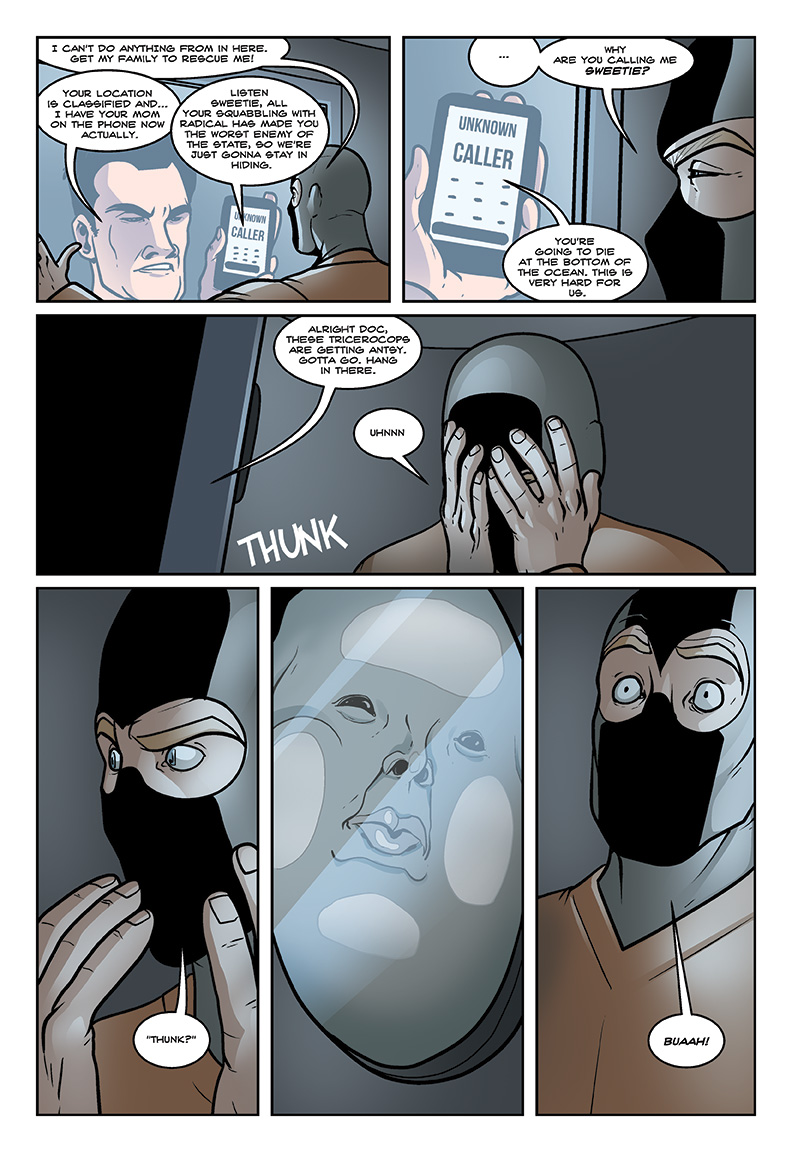 I CAN'T DO ANYTHING FROM IN HERE.
GET MY FAMILY TO RESCUE ME!
YOUR LOCATION
IS CLASSIFIED AND...
I HAVE YOUR MOM
ON THE PHONE NOW
ACTUALLY.
LISTEN
SWEETIE, ALL
YOUR SQUABBLING WITH
RADICAL HAS MADE YOU
THE WORST ENEMY OF
THE STATE, SO WE'RE
JUST GONNA STAY IN
HIDING.
UNKNOWN
CALLER
...
WHY
ARE YOU CALLING ME
SWEETIE?
UNKNOWN
CALLER
YOU'RE
GOING TO DIE
AT THE BOTTOM OF
THE OCEAN. THIS IS
VERY HARD FOR
US.
ALRIGHT DOC,
THESE TRICEROCOPS
ARE GETTING ANTSY.
GOTTA GO. HANG
IN THERE.
UHNNN
THUNK
"THUNK?"
BUAAH!